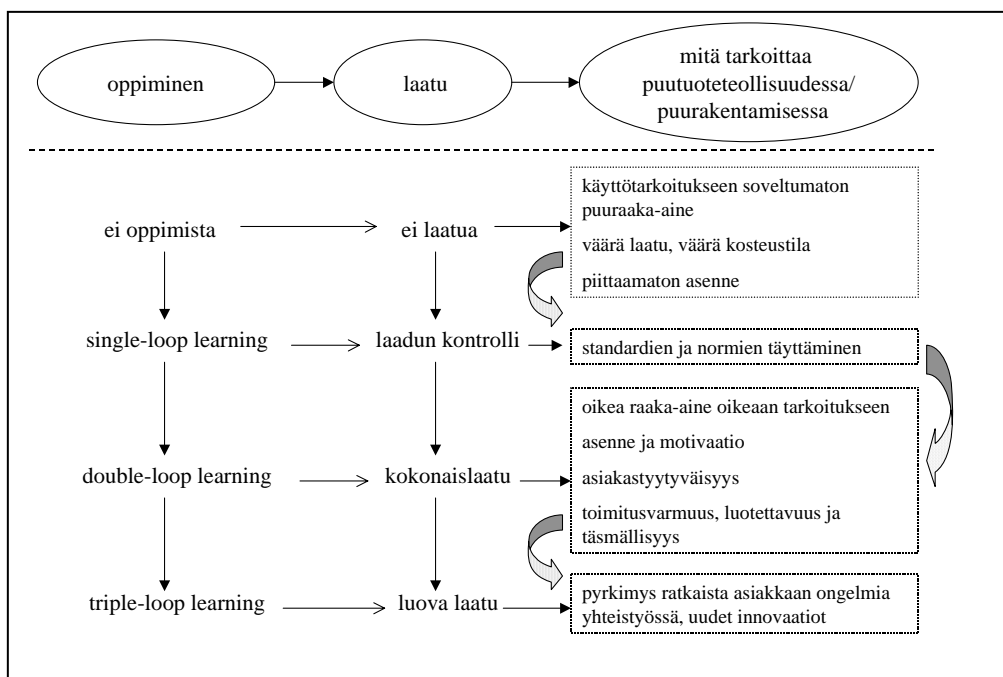 oppiminen
laatu
mitä tarkoittaa
puutuoteteollisuudessa/
puurakentamisessa
ei oppimista
ei laatua
käyttötarkoitukseen soveltumaton
puuraaka-aine
väärä laatu, väärä kosteustila
piittaamaton asenne
single-loop learning
laadun kontrolli
standardien ja normien täyttäminen
double-loop learning
kokonaislaatu
oikea raaka-aine oikeaan tarkoitukseen
asenne ja motivaatio
asiakastyytyväisyys
toimitusvarmuus, luotettavuus ja
täsmällisyys
triple-loop learning
luova laatu
pyrkimys ratkaista asiakkaan ongelmia
yhteistyössä, uudet innovaatiot